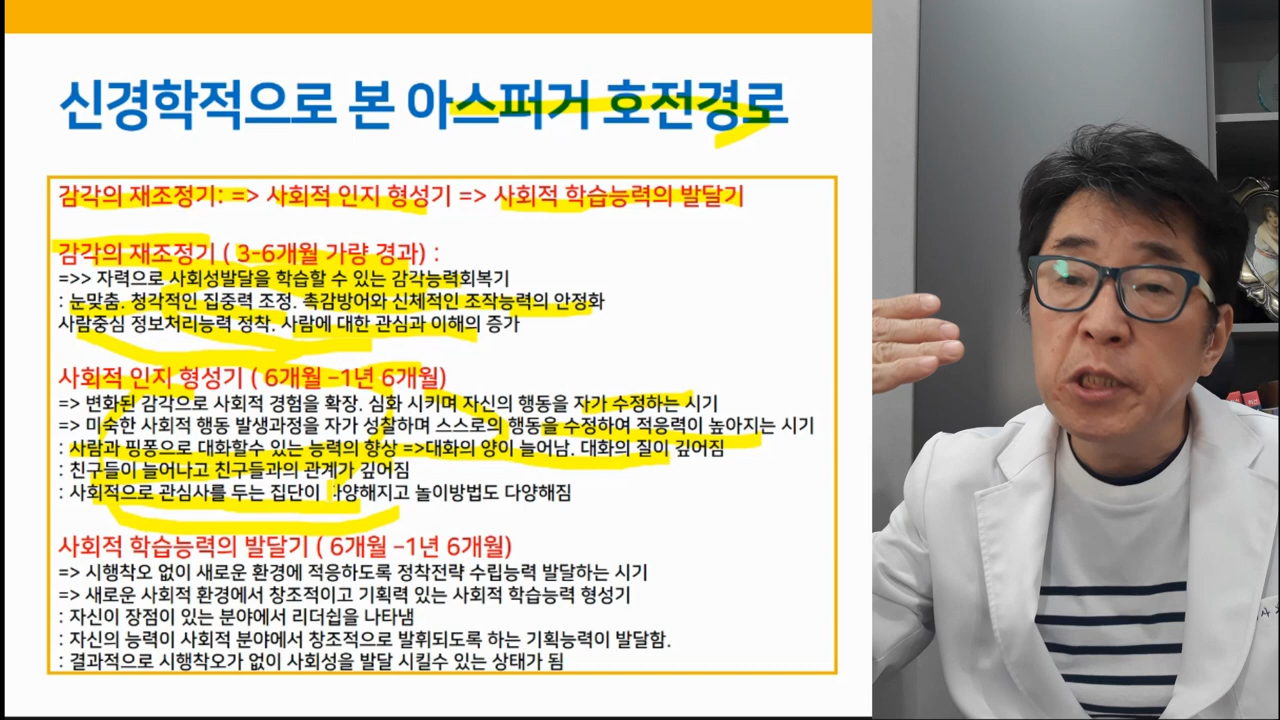 신경학적으로 본 아스퍼거 호전경로
감각의 재조정기: => 사회적 인지 형성기 => 사회적 학습능력의 발달기
감각의 재조정기 ( 3-6개월 가량 경과) :
=>> 자력으로 사회성발달을 학습할 수 있는 감각능력회복기
: 눈맞춤. 청각적인 집중력 조정. 촉감방어와 신체적인 조작능력의 안정화
사람중심 정보처리능력 정착. 사람에 대한 관심과 이해의 증가
사회적 인지 형성기 ( 6개월 –1년 6개월)
=> 변화된 감각으로 사회적 경험을 확장. 심화 시키며 자신의 행동을 자가 수정하는 시기
=> 미숙한 사회적 행동 발생과정을 자가 성찰하며 스스로의 행동을 수정하여 적응력이 높아지는 시기
: 사람과 핑퐁으로 대화할수 있는 능력의 향상 =>대화의 양이 늘어남. 대화의 질이 깊어짐
: 친구들이 늘어나고 친구들과의 관계가 깊어짐
: 사회적으로 관심사를 두는 집단이 다양해지고 놀이방법도 다양해짐
사회적 학습능력의 발달기 ( 6개월 –1년 6개월)
=> 시행착오 없이 새로운 환경에 적응하도록 정착전략 수립능력 발달하는 시기
=> 새로운 사회적 환경에서 창조적이고 기획력 있는 사회적 학습능력 형성기
: 자신이 장점이 있는 분야에서 리더쉽을 나타냄
: 자신의 능력이 사회적 분야에서 창조적으로 발휘되도록 하는 기획능력이 발달함.
: 결과적으로 시행착오가 없이 사회성을 발달 시킬수 있는 상태가 됨